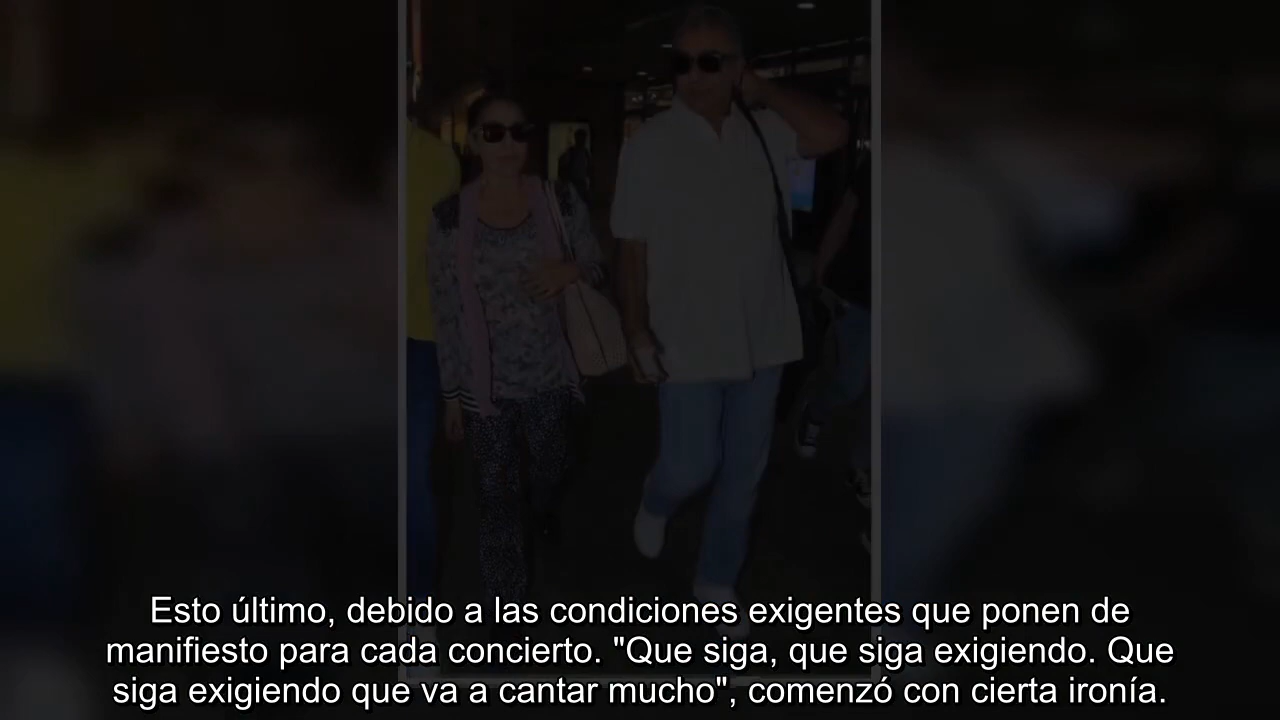 Esto último, debido a las condiciones exigentes que ponen de
manifiesto para cada concierto. "Que siga, que siga exigiendo. Que
siga exigiendo que va a cantar mucho", comenzó con cierta ironía.